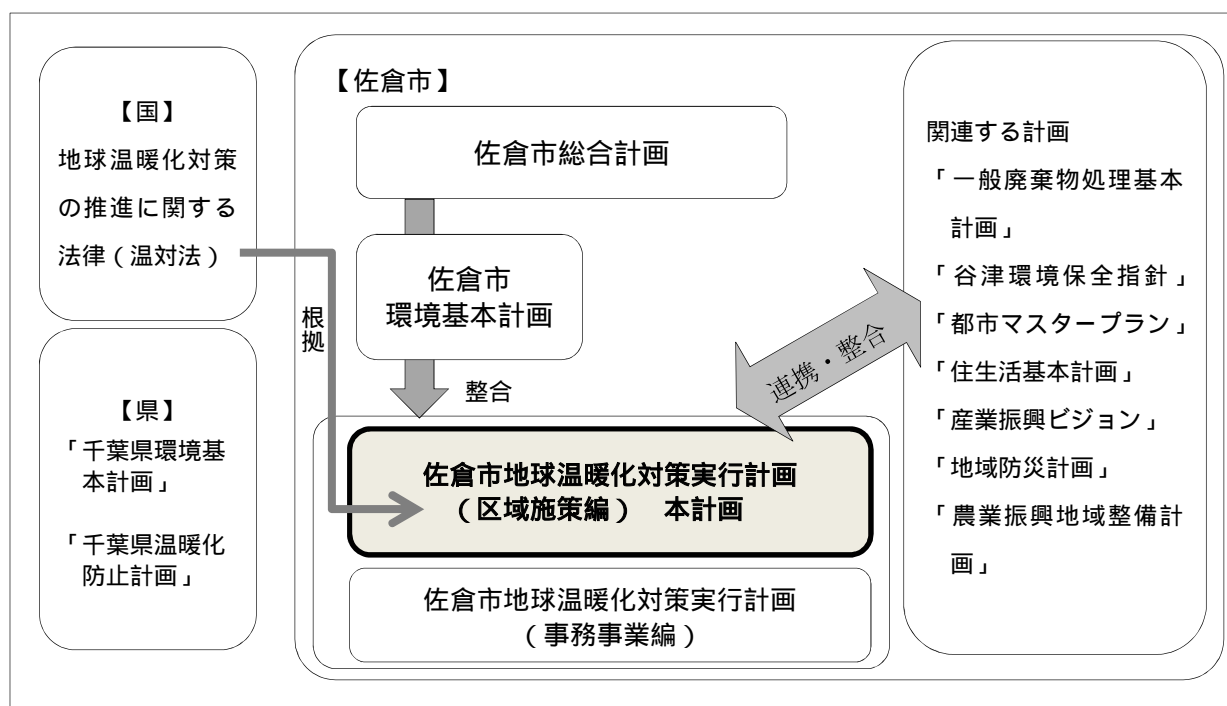 【国】
地球温暖化対策
の推進に関する
法律（温対法）
【県】
「千葉県環境基
本計画」
「千葉県温暖化
防止計画」
【佐倉市】
佐倉市総合計画
佐倉市
環境基本計画
根拠
整合
佐倉市地球温暖化対策実行計画
（区域施策編）　本計画
佐倉市地球温暖化対策実行計画
（事務事業編）
連携・整合
関連する計画
「一般廃棄物処理基本
計画」
「谷津環境保全指針」
「都市マスタープラン」
「住生活基本計画」
「産業振興ビジョン」
「地域防災計画」
「農業振興地域整備計
画」